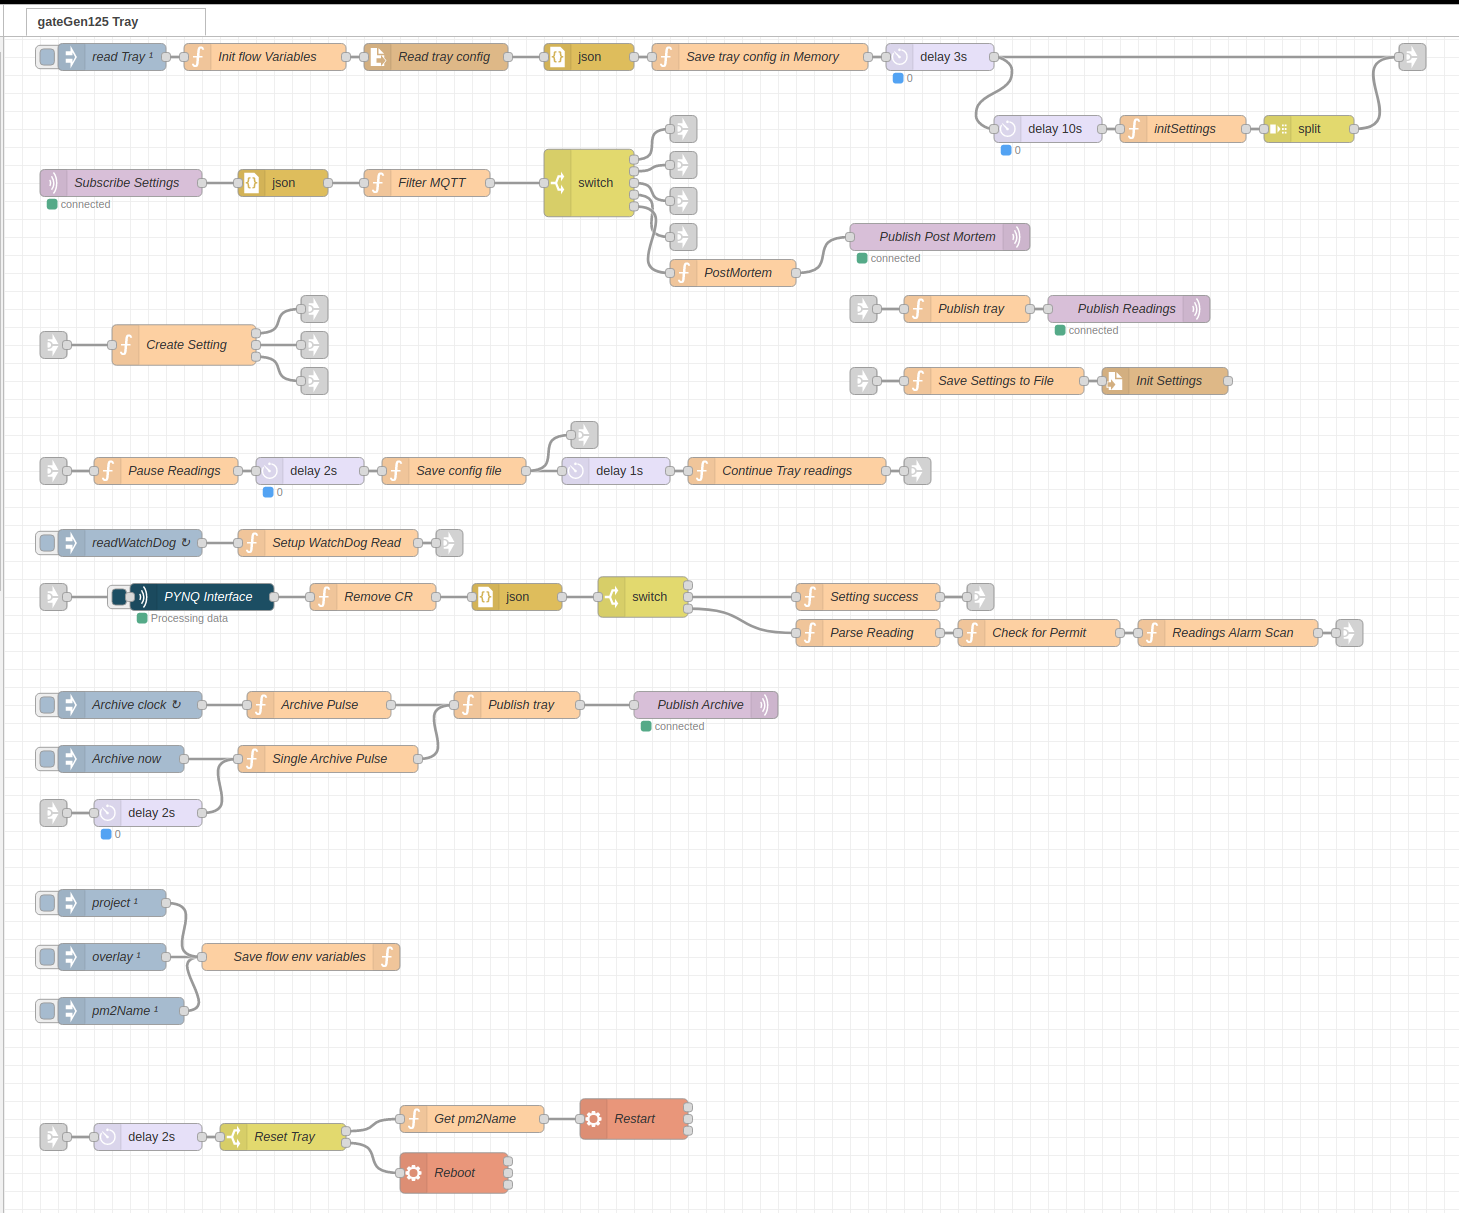 gateGen125 Tray
read Tray ¹
Init flow Variables
Read tray config
json
Save tray config in Memory
delay 3s
0
delay 10s
initSettings
split
0
Subscribe Settings
json
Filter MQTT
switch
connected
Publish Post Mortem
connected
PostMortem
Publish tray
Publish Readings
connected
Create Setting
Save Settings to File
Init Settings
Pause Readings
delay 2s
Save config file
delay 1s
Continue Tray readings
0
readWatchDog ↻
Setup WatchDog Read
PYNQ Interface
Remove CR
json
switch
Setting success
Processing data
Parse Reading
Check for Permit
Readings Alarm Scan
Archive clock ↻
Archive Pulse
Publish tray
Publish Archive
connected
Archive now
Single Archive Pulse
delay 2s
0
project ¹
overlay ¹
Save flow env variables
pm2Name ¹
Get pm2Name
Restart
delay 2s
Reset Tray
Reboot